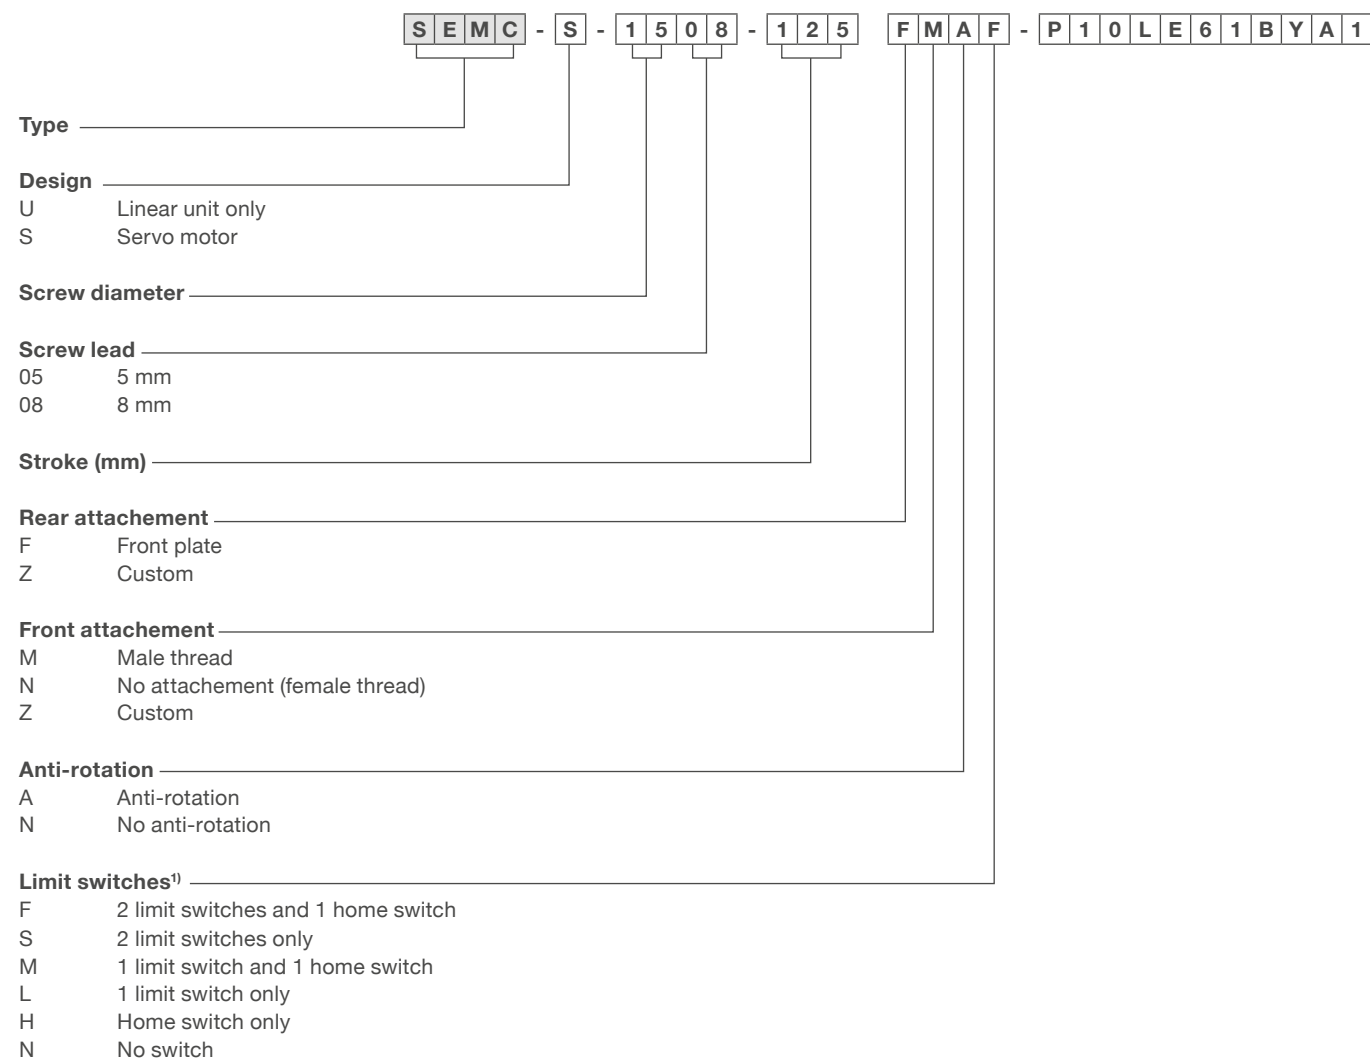 SEMC - S - 1508 - 125 FMAF - P10LE61BYA1
Type
Design
U Linear unit only
S Servo motor
Screw diameter
Screw lead
05 5 mm
08 8 mm
Stroke (mm)
Rear attachement
F Front plate
Z Custom
Front attachement
M Male thread
N No attachement (female thread)
Z Custom
Anti-rotation
A Anti-rotation
N No anti-rotation
Limit switches1)
F 2 limit switches and 1 home switch
S 2 limit switches only
M 1 limit switch and 1 home switch
L 1 limit switch only
H Home switch only
N No switch